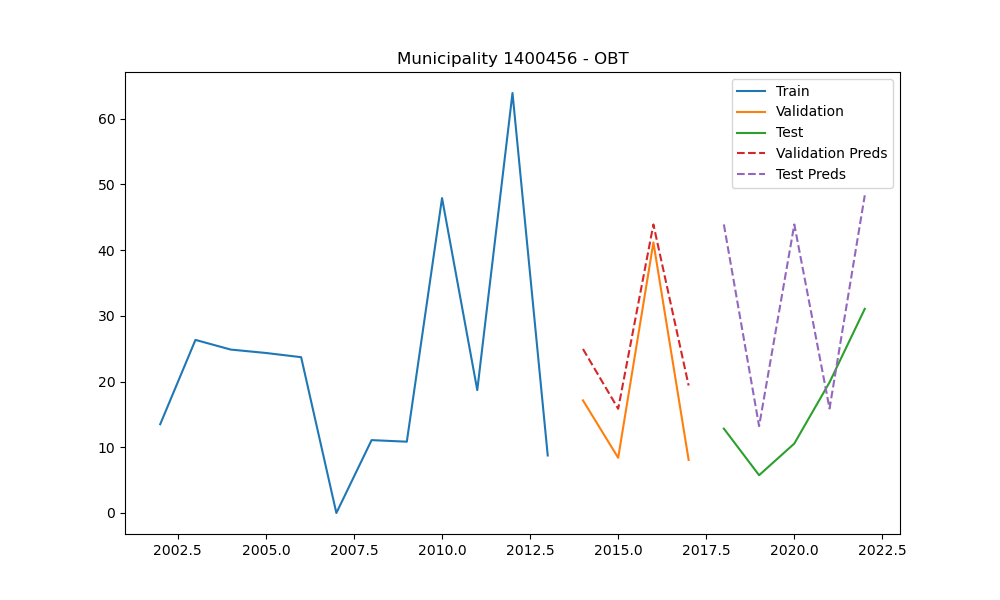 Municipality 1400456 - OBT
Train
Validation
Test
Validation Preds
Test Preds
60
50
40
30
20
10
0
2002.5 2005.0 2007.5 2010.0 2012.5 2015.0 2017.5 2020.0 2022.5